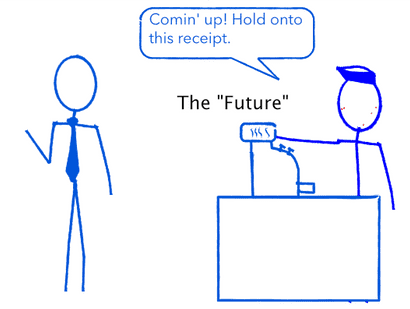 Comin' up! Hold onto
this receipt.
The "Future"